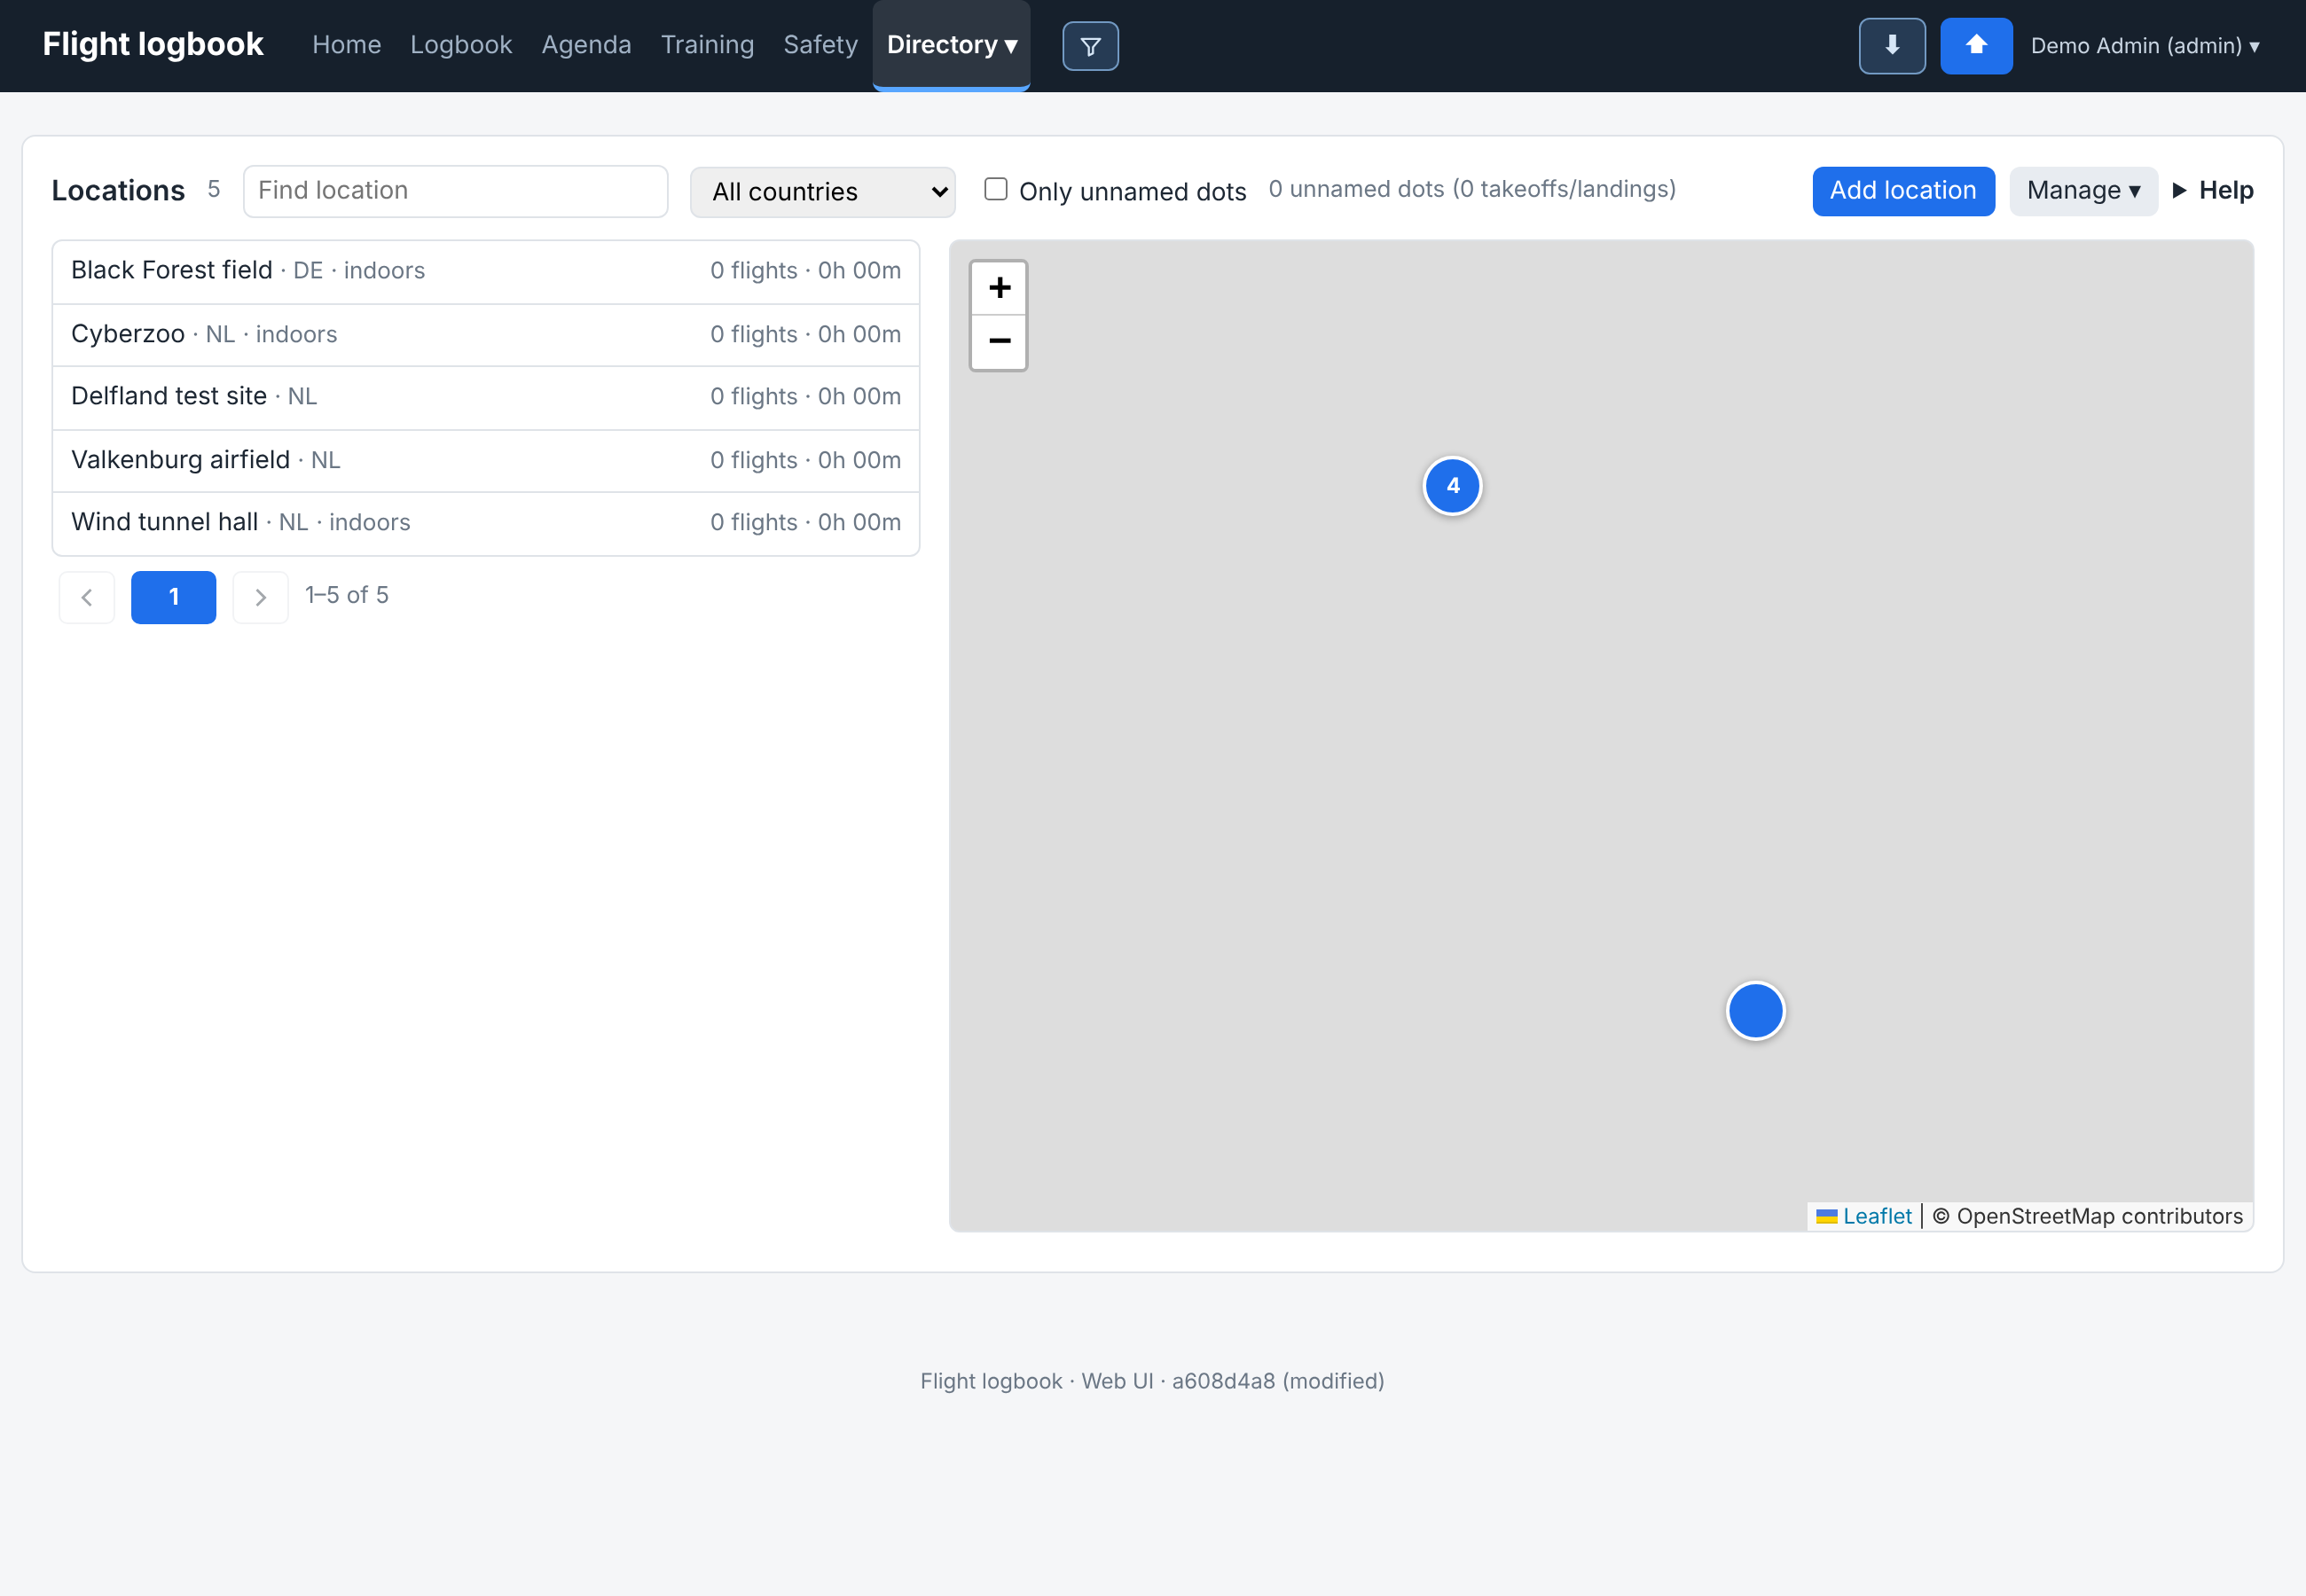 Flight logbook Home Logbook Agenda Training Safety Directory ▾ Demo Admin (admin) ▾
Locations 5 Find location All countries Only unnamed dots 0 unnamed dots (0 takeoffs/landings) Add location Manage ▾ ▶ Help
Black Forest field · DE · indoors 0 flights · 0h 00m
Cyberzoo · NL · indoors 0 flights · 0h 00m
Delfland test site · NL 0 flights · 0h 00m
Valkenburg airfield · NL 0 flights · 0h 00m
Wind tunnel hall · NL · indoors 0 flights · 0h 00m
1 1–5 of 5
+
−
4
Leaflet | © OpenStreetMap contributors
Flight logbook · Web UI · a608d4a8 (modified)